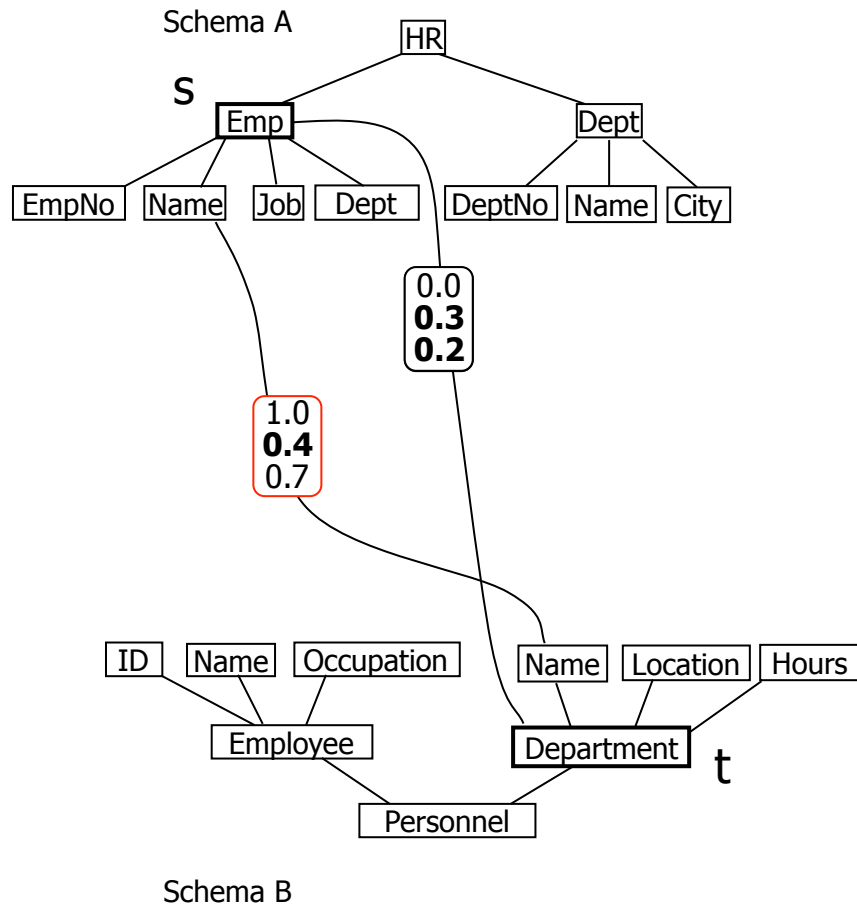 Schema A
HR
s
Emp
Dept
EmpNo
Name
Job
Dept
DeptNo
Name
City
0.0
0.3
0.2
1.0
0.4
0.7
ID
Name
Occupation
Name
Location
Hours
Employee
Department
t
Personnel
Schema B